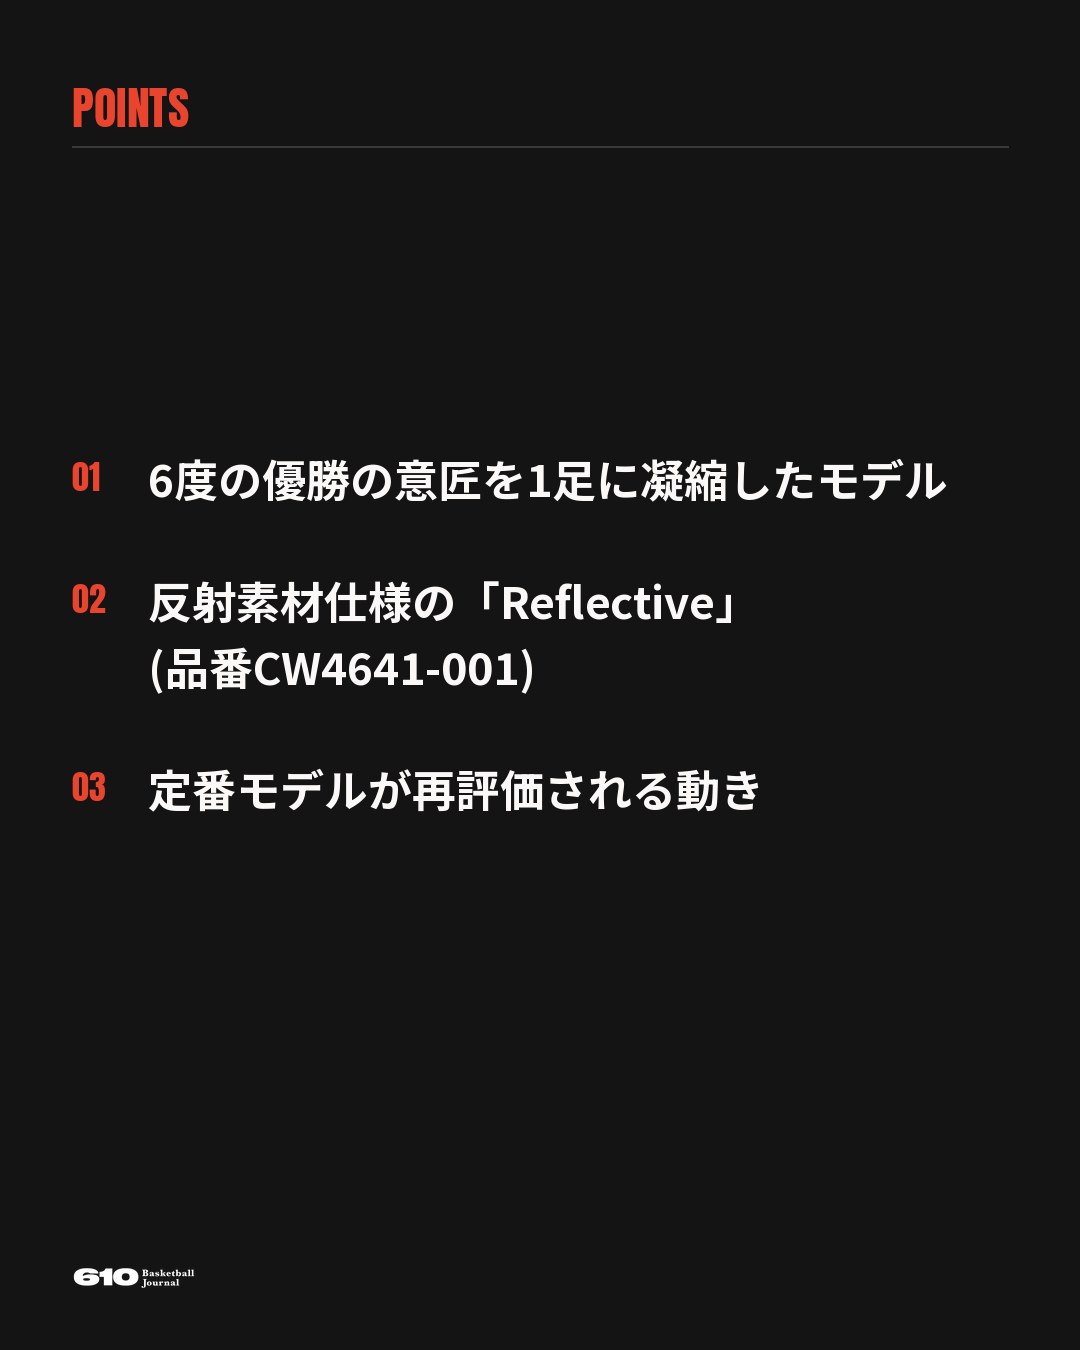 POINTS
01 6度の優勝の意匠を1足に凝縮したモデル
02 反射素材仕様の「Reflective」
(品番CW4641-001)
03 定番モデルが再評価される動き
610 Basketball
Journal